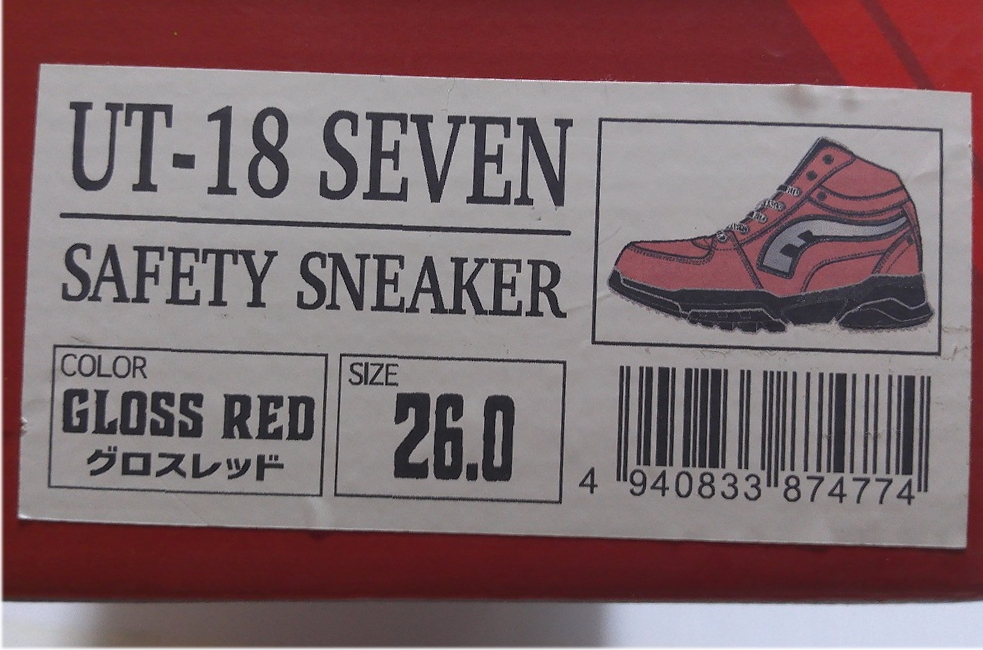 UT-18 SEVEN
SAFETY SNEAKER
COLOR
GLOSS RED
グロスレッド
SIZE
26.0
4 940833 874774